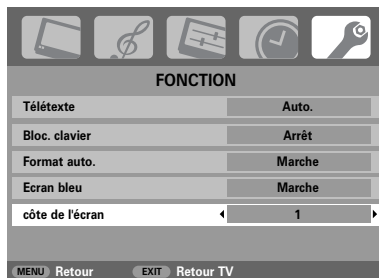 FONCTION
Télétexte Auto.
Bloc. clavier Arrêt
Format auto. Marche
Ecran bleu Marche
côte de l'écran 1
MENU Retour EXIT Retour TV